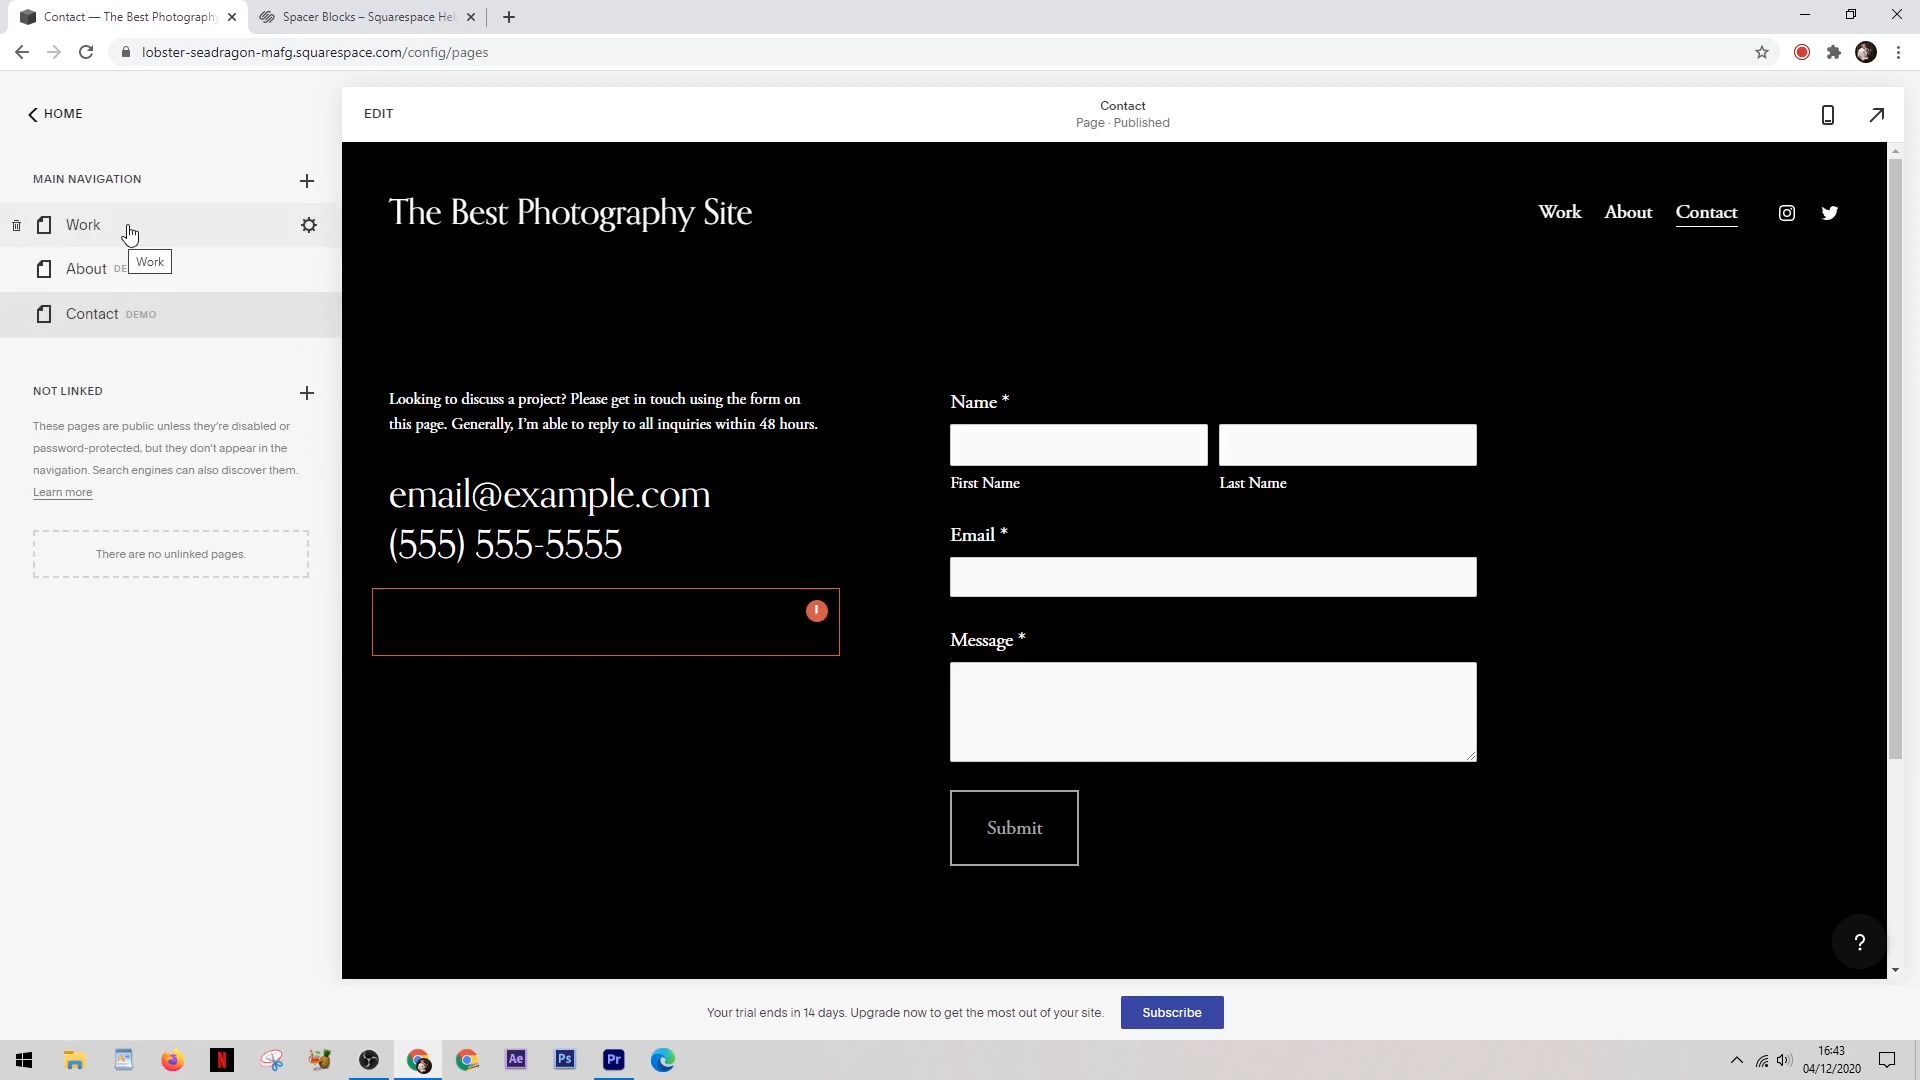 Contact — The Best Photography
Spacer Blocks – Squarespace Hel
lobster-seadragon-mafg.squarespace.com/config/pages
HOME
EDIT
Contact
Page · Published
MAIN NAVIGATION
Work
Work
About DE
Contact DEMO
NOT LINKED
These pages are public unless they're disabled or
password-protected, but they don't appear in the
navigation. Search engines can also discover them.
Learn more
There are no unlinked pages.
The Best Photography Site
Work About Contact
Looking to discuss a project? Please get in touch using the form on
this page. Generally, I'm able to reply to all inquiries within 48 hours.
email@example.com
(555) 555-5555
!
Name *
First Name Last Name
Email *
Message *
Submit
?
Your trial ends in 14 days. Upgrade now to get the most out of your site.
Subscribe
N
Ae
Ps
Pr
16:43
04/12/2020